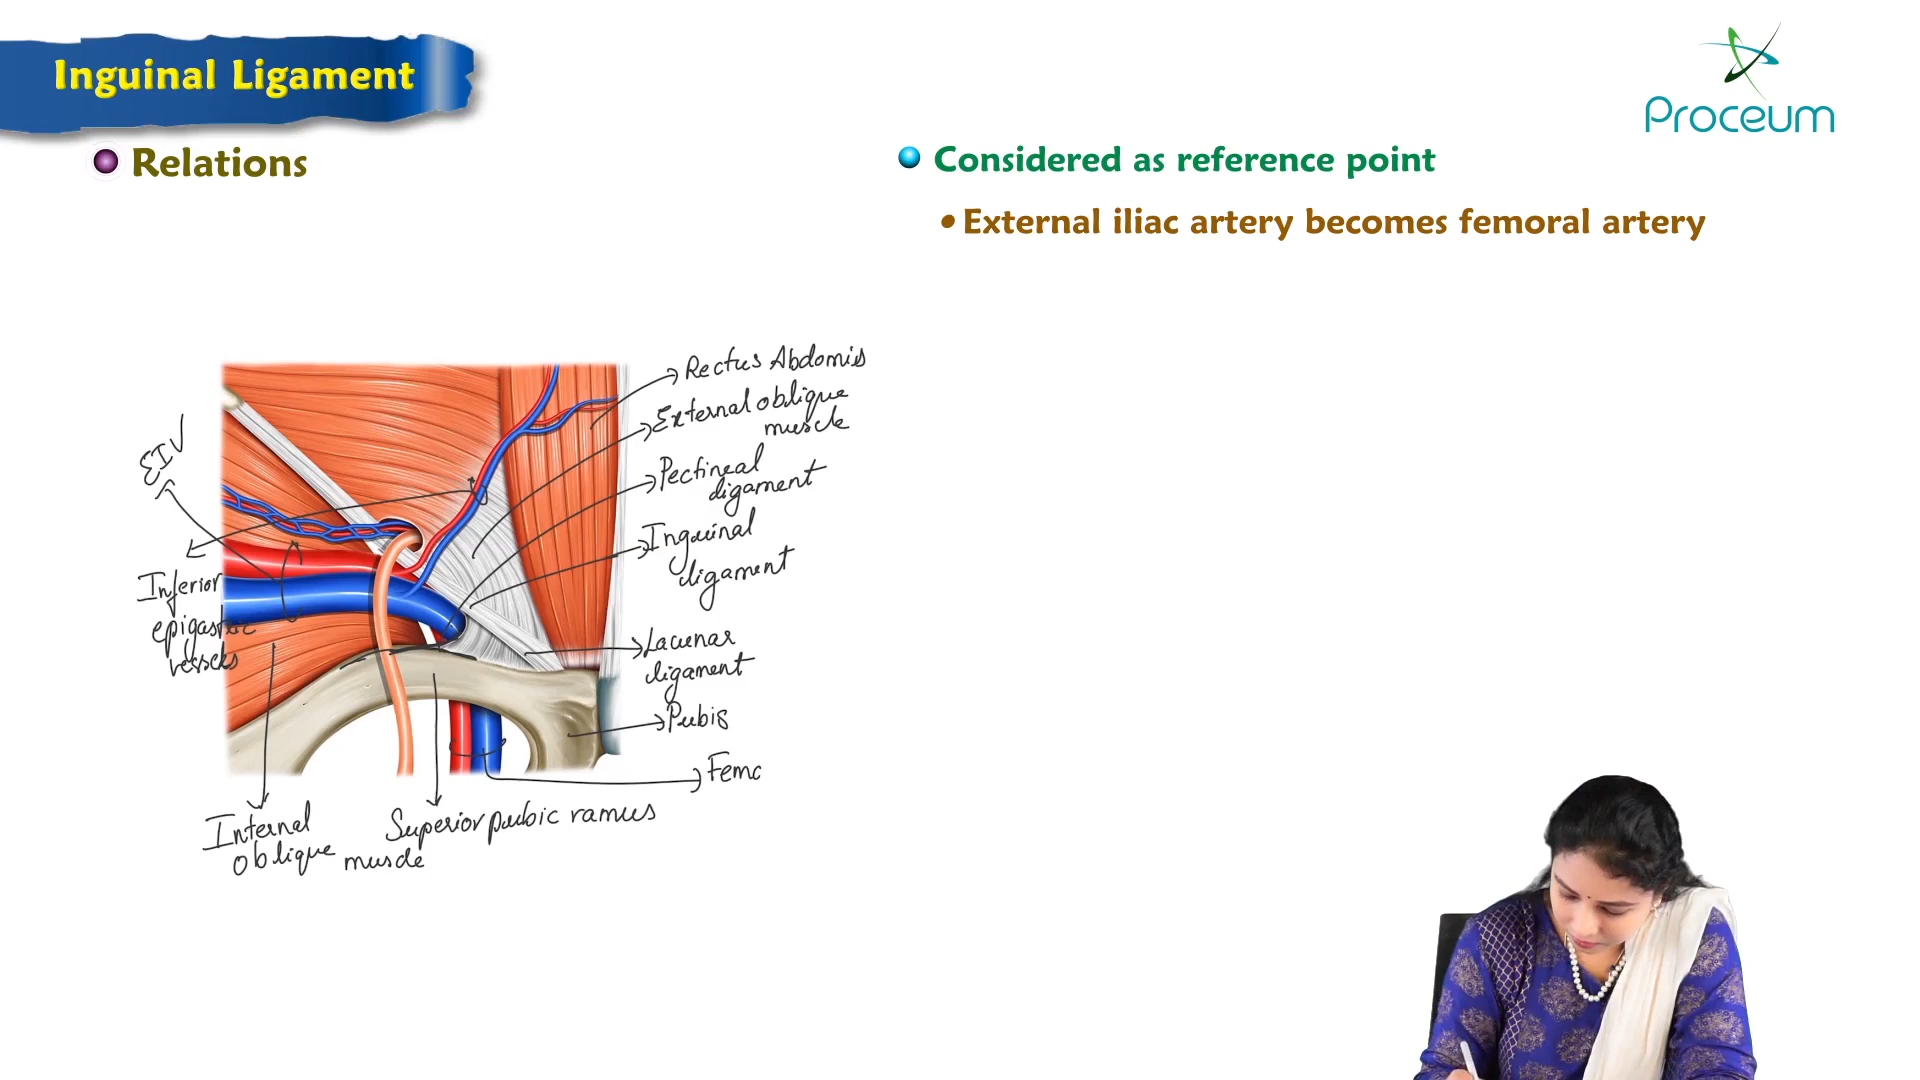 Inguinal Ligament
Proceum
Relations
Considered as reference point
• External iliac artery becomes femoral artery
Rectus Abdomis
External oblique
muscle
Pectineal
ligament
Inguinal
ligament
Lacunar
ligament
Pubis
Femo
EIV
Inferior
epigastric
vessels
Internal
oblique muscle
Superior pubic ramus